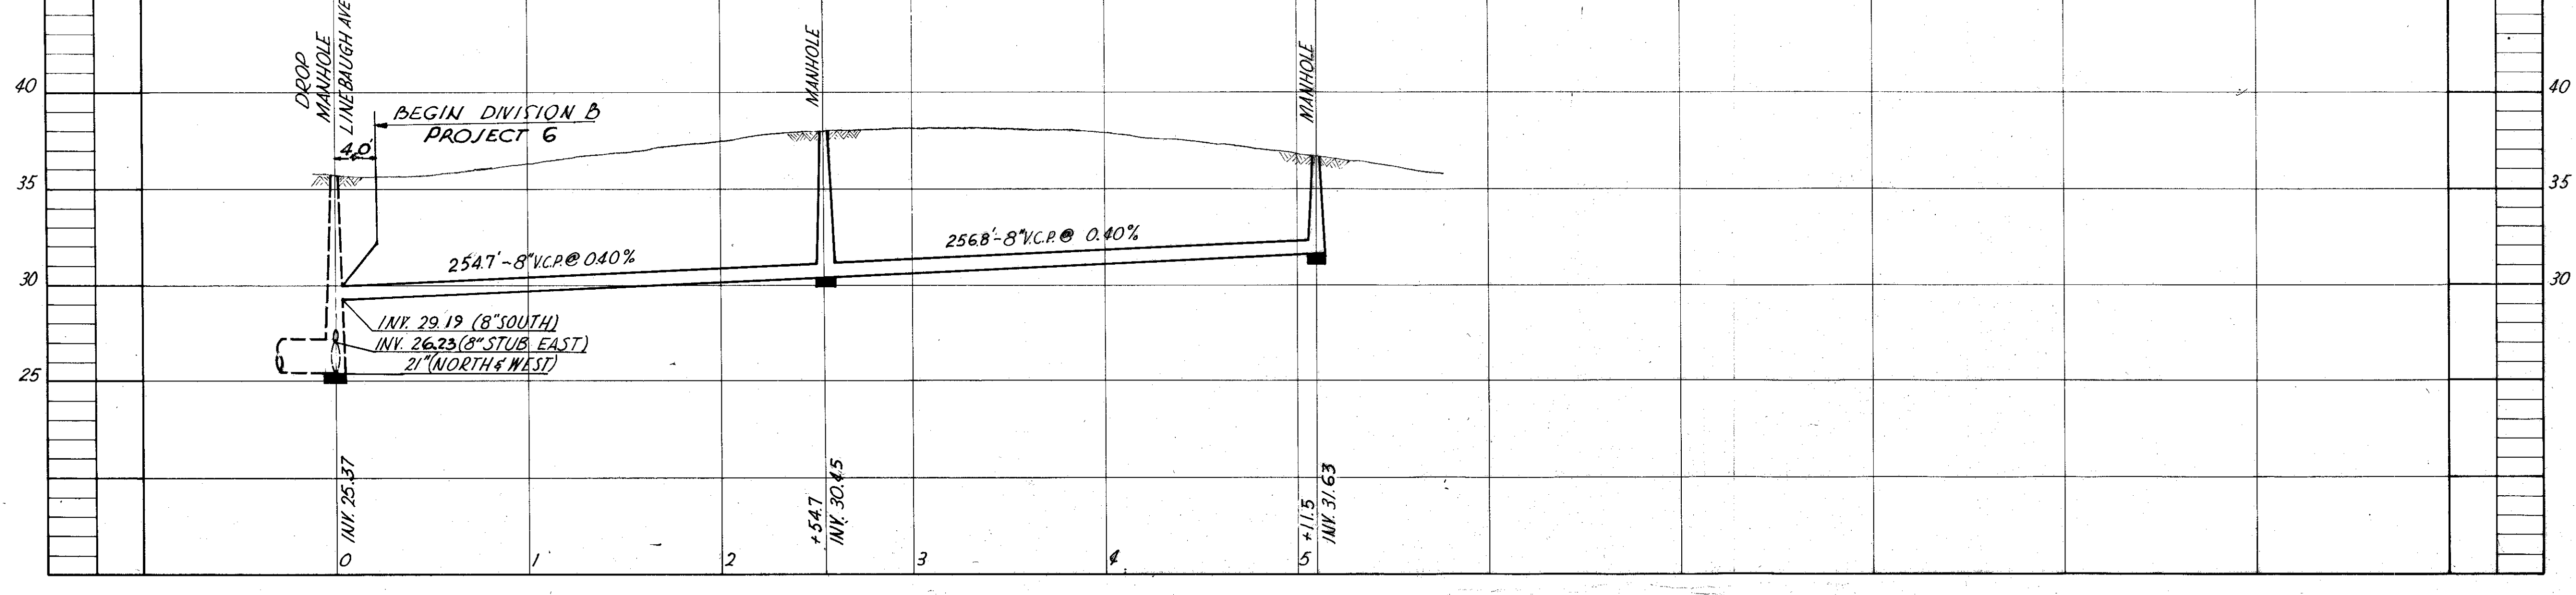 DROP
MANHOLE
LINEBAUGH AVE
MANHOLE
MANHOLE
40
40
BEGIN DIVISION B
PROJECT 6
4.0'
35
35
254.7'-8"V.C.P.@ 0.40%
256.8'-8"V.C.P.@ 0.40%
30
30
INV. 29.19 (8"SOUTH)
INV. 26.23 (8"STUB EAST)
21"(NORTH & WEST)
25
INV. 25.37
+54.7
INV. 30.45
+11.5
INV. 31.63
0
1
2
3
4
5